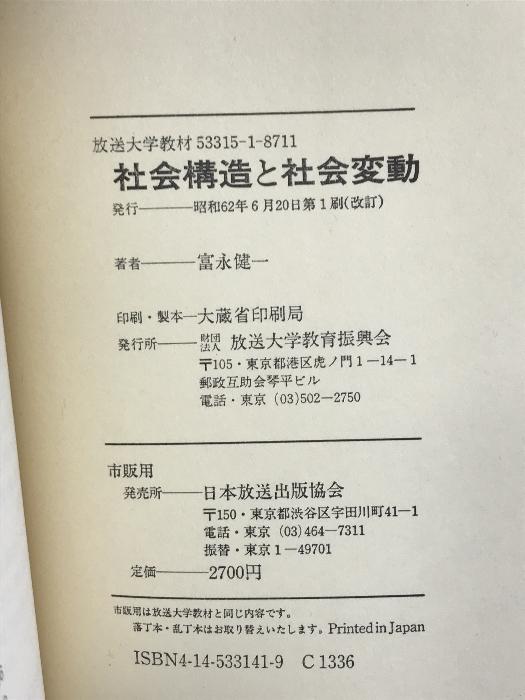 放送大学教材 53315-1-8711
社会構造と社会変動
発行―――昭和62年6月20日第1刷(改訂)
著者―――富永健一
印刷・製本―大蔵省印刷局
発行所――財団法人 放送大学教育振興会
〒105・東京都港区虎ノ門1―14―1
郵政互助会琴平ビル
電話・東京 (03)502―2750
市販用
発売所――日本放送出版協会
〒150・東京都渋谷区宇田川町41―1
電話・東京 (03)464―7311
振替・東京1―49701
定価―――2700円
市販用は放送大学教材と同じ内容です。
落丁本・乱丁本はお取り替えいたします。 Printed in Japan
ISBN4-14-533141-9 C1336